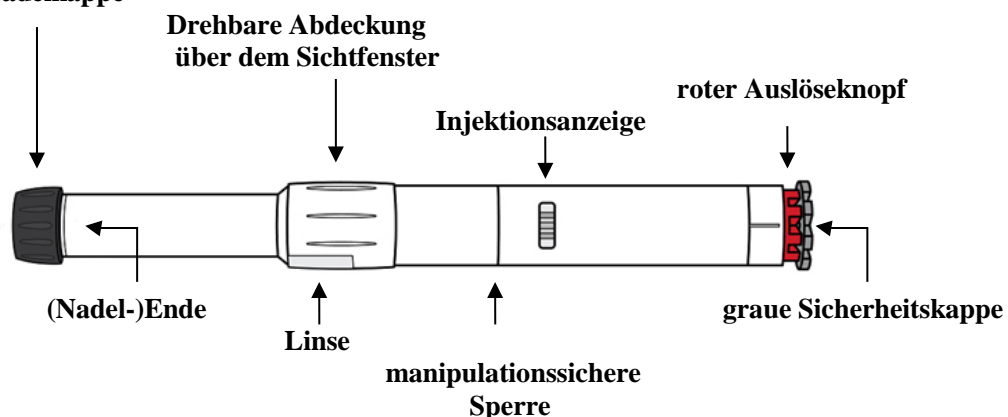 Drehbare Abdeckung
über dem Sichtfenster
roter Auslöseknopf
Injektionsanzeige
(Nadel-)Ende
graue Sicherheitskappe
Linse
manipulationssichere
Sperre